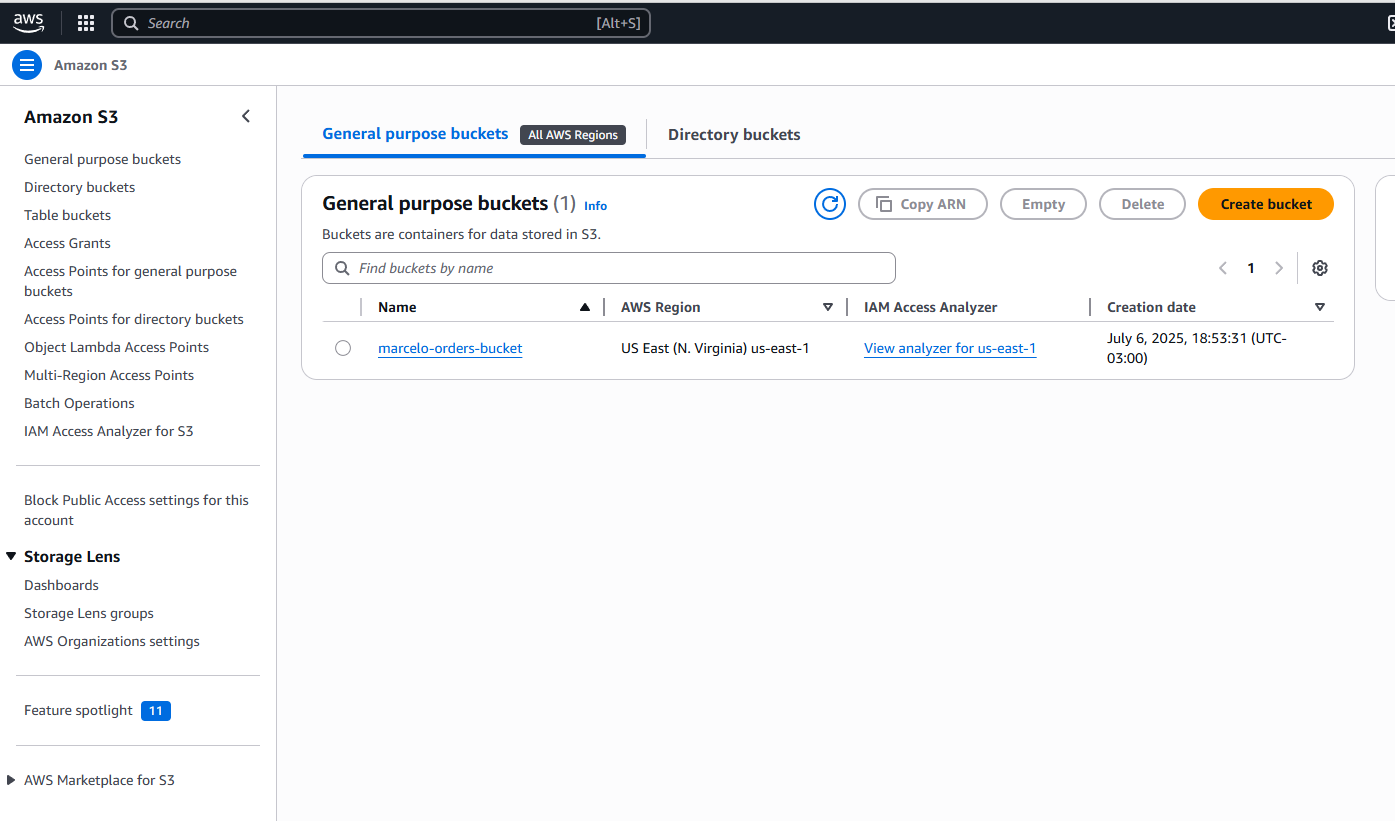 aws
Search [Alt+S]
Amazon S3
Amazon S3
General purpose buckets
Directory buckets
Table buckets
Access Grants
Access Points for general purpose
buckets
Access Points for directory buckets
Object Lambda Access Points
Multi-Region Access Points
Batch Operations
IAM Access Analyzer for S3
Block Public Access settings for this
account
Storage Lens
Dashboards
Storage Lens groups
AWS Organizations settings
Feature spotlight 11
AWS Marketplace for S3
General purpose buckets All AWS Regions Directory buckets
General purpose buckets (1) Info Copy ARN Empty Delete Create bucket
Buckets are containers for data stored in S3.
Find buckets by name 1
Name AWS Region IAM Access Analyzer Creation date
marcelo-orders-bucket US East (N. Virginia) us-east-1 View analyzer for us-east-1 July 6, 2025, 18:53:31 (UTC-
03:00)